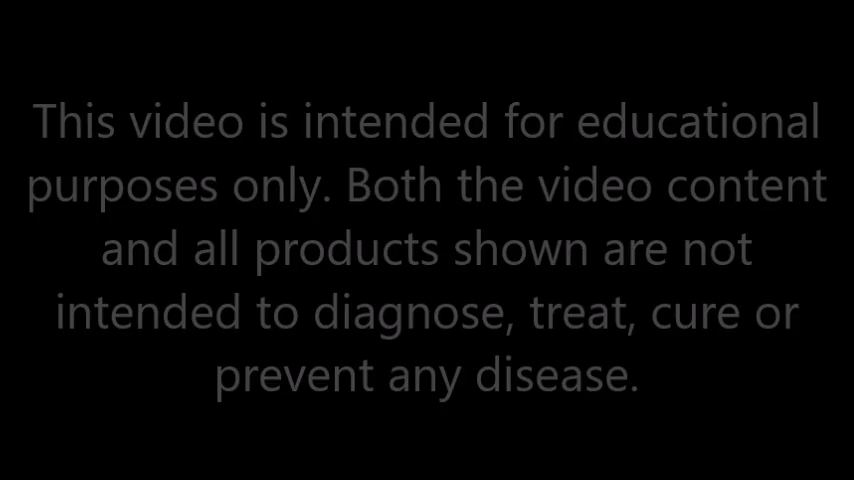 This video is intended for educational
purposes only. Both the video content
and all products shown are not
intended to diagnose, treat, cure or
prevent any disease.